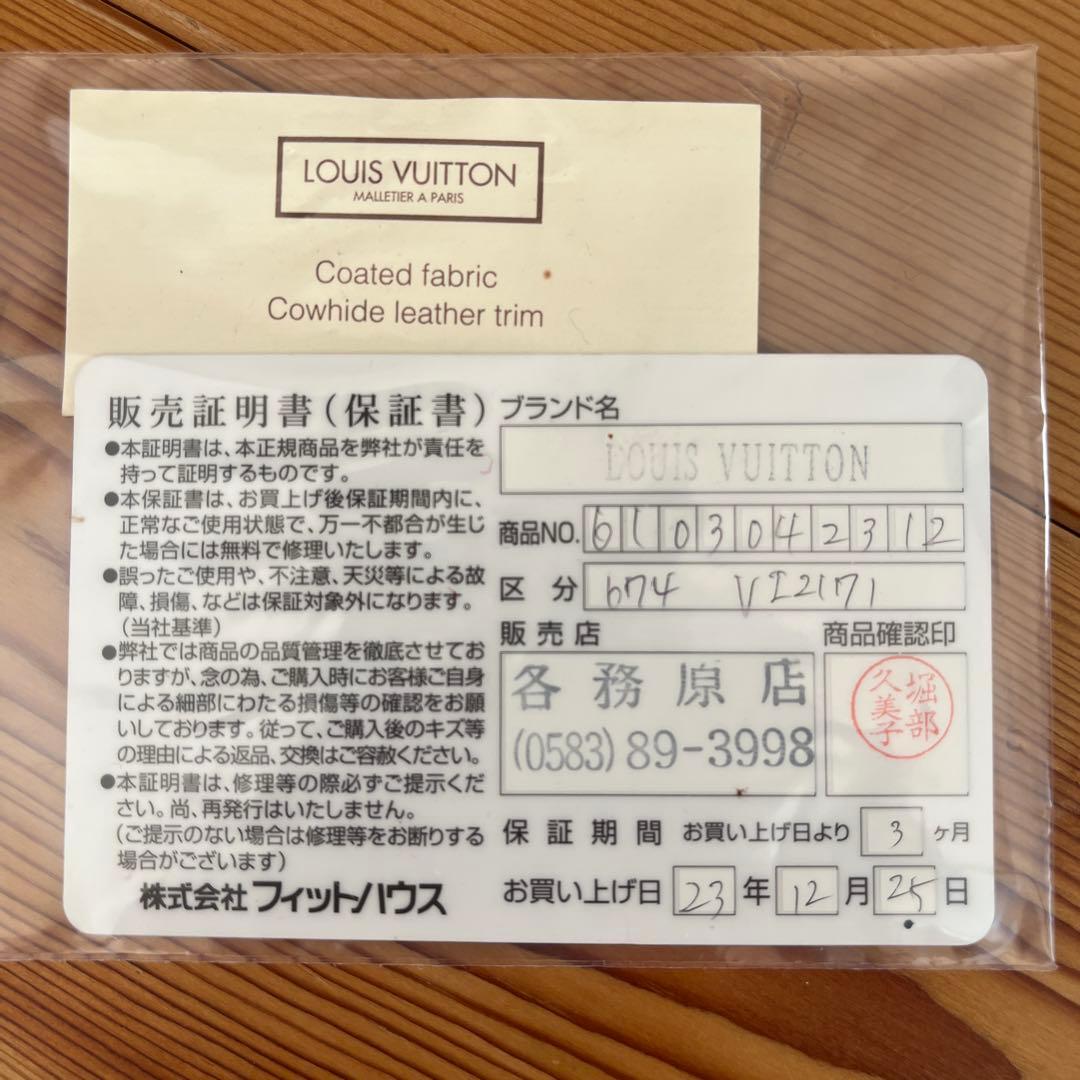 LOUIS VUITTON
MALLETIER A PARIS
Coated fabric
Cowhide leather trim
販売証明書(保証書)
●本証明書は、本正規商品を弊社が責任を
持って証明するものです。
●本保証書は、お買上げ後保証期間内に、
正常なご使用状態で、万一不都合が生じ
た場合には無料で修理いたします。
●誤ったご使用や、不注意、天災等による故
障、損傷、などは保証対象外になります。
(当社基準)
●弊社では商品の品質管理を徹底させてお
りますが、念の為、ご購入時にお客様ご自身
による細部にわたる損傷等の確認をお願
いしております。従って、ご購入後のキズ等
の理由による返品、交換はご容赦ください。
●本証明書は、修理等の際必ずご提示くだ
さい。尚、再発行はいたしません。
(ご提示のない場合は修理等をお断りする
場合がございます)
株式会社フィットハウス
ブランド名
LOUIS VUITTON
商品NO. 6103042312
区分 674 VI2171
販売店
各務原店
(0583)89-3998
商品確認印
堀部
久美子
保証期間 お買い上げ日より 3 ヶ月
お買い上げ日 23 年 12 月 25 日